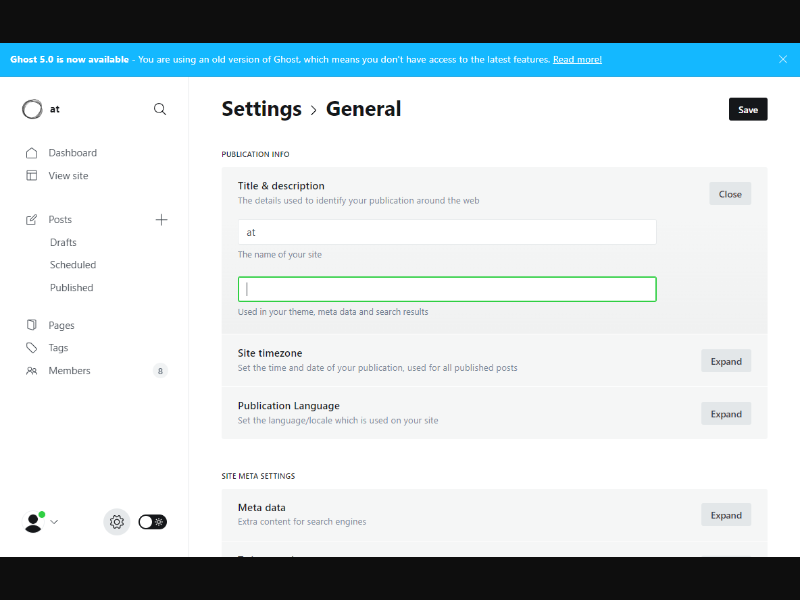 Ghost 5.0 is now available - You are using an old version of Ghost, which means you don't have access to the latest features. Read more!
at
Settings > General
Save
Dashboard
View site
Posts
Drafts
Scheduled
Published
Pages
Tags
Members 8
PUBLICATION INFO
Title & description
The details used to identify your publication around the web
Close
at
The name of your site
Used in your theme, meta data and search results
Site timezone
Set the time and date of your publication, used for all published posts
Expand
Publication Language
Set the language/locale which is used on your site
Expand
SITE META SETTINGS
Meta data
Extra content for search engines
Expand